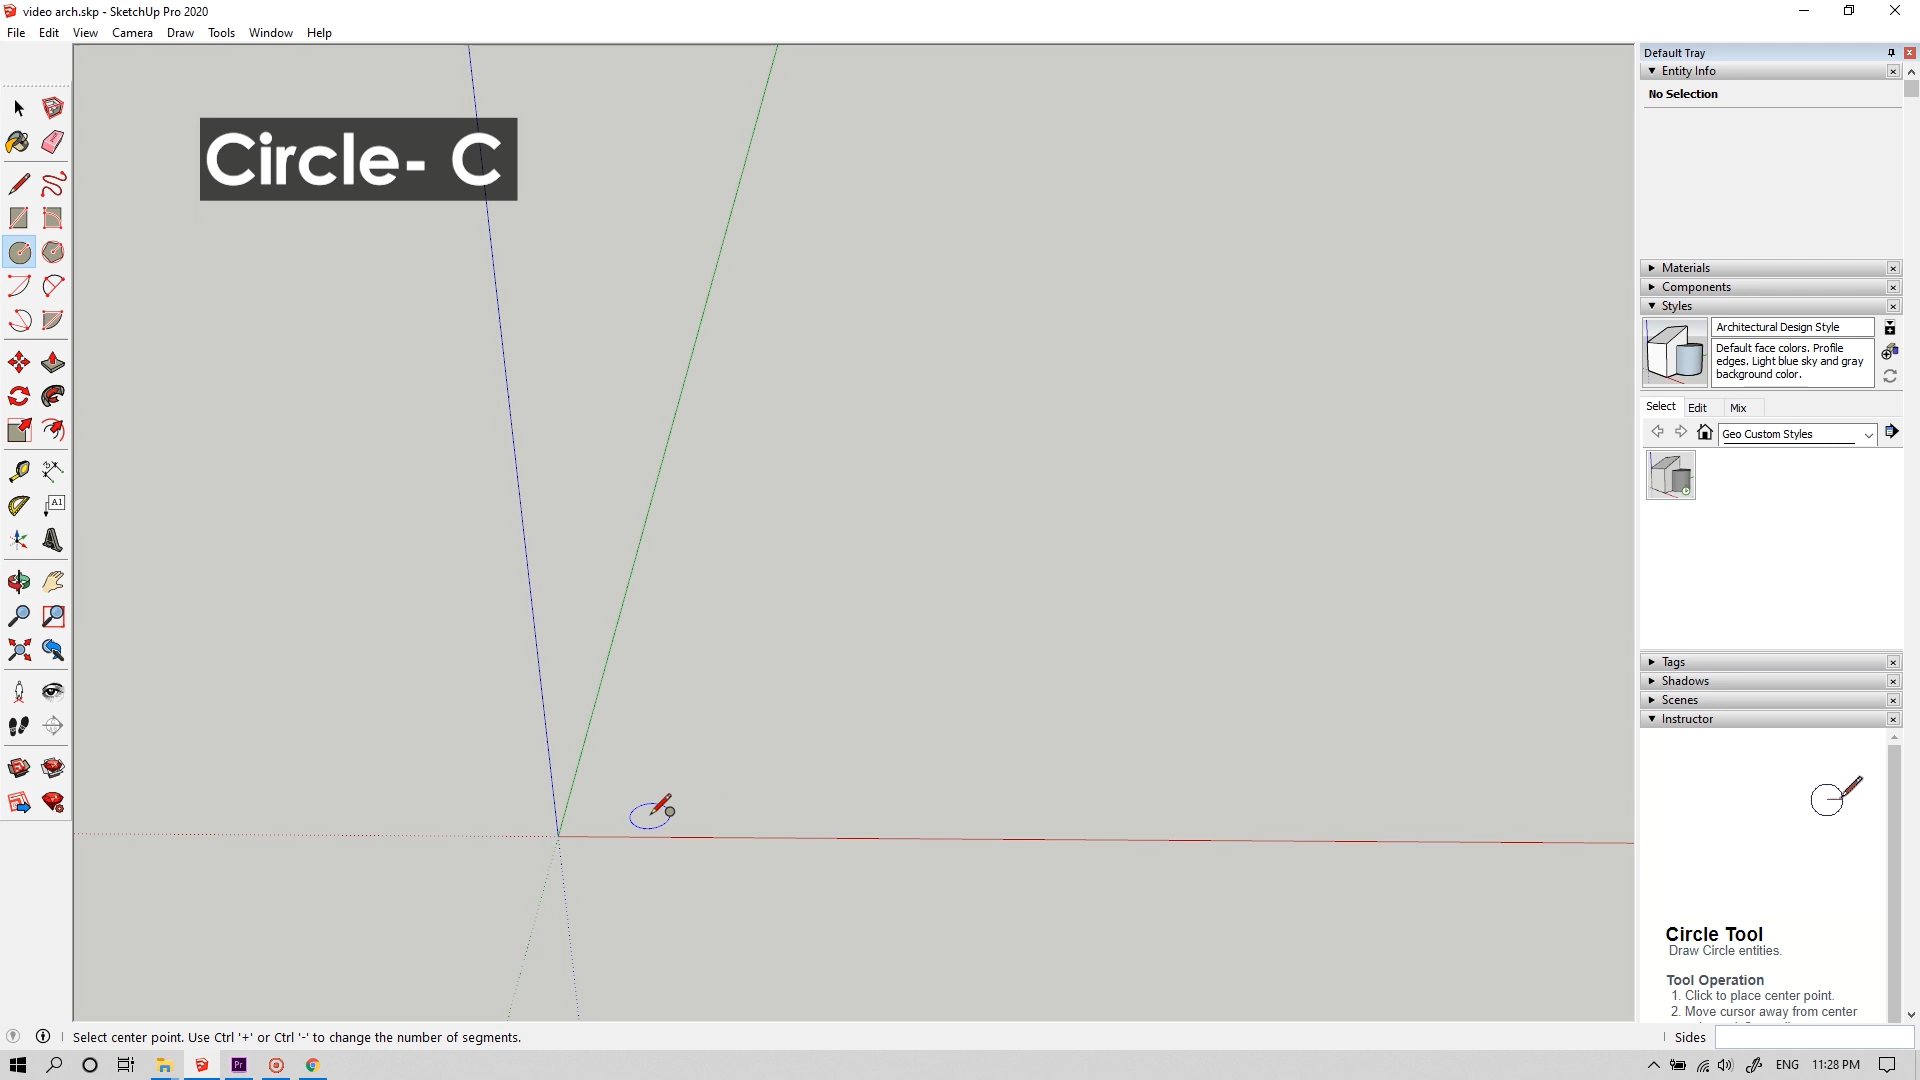 video arch.skp - SketchUp Pro 2020
File Edit View Camera Draw Tools Window Help
Circle- C
Default Tray
Entity Info
No Selection
Materials
Components
Styles
Architectural Design Style
Default face colors. Profile
edges. Light blue sky and gray
background color.
Select Edit Mix
Geo Custom Styles
Tags
Shadows
Scenes
Instructor
Circle Tool
Draw Circle entities.
Tool Operation
1. Click to place center point.
2. Move cursor away from center
A1
Select center point. Use Ctrl '+' or Ctrl '-' to change the number of segments.
Sides
Pr
ENG 11:28 PM